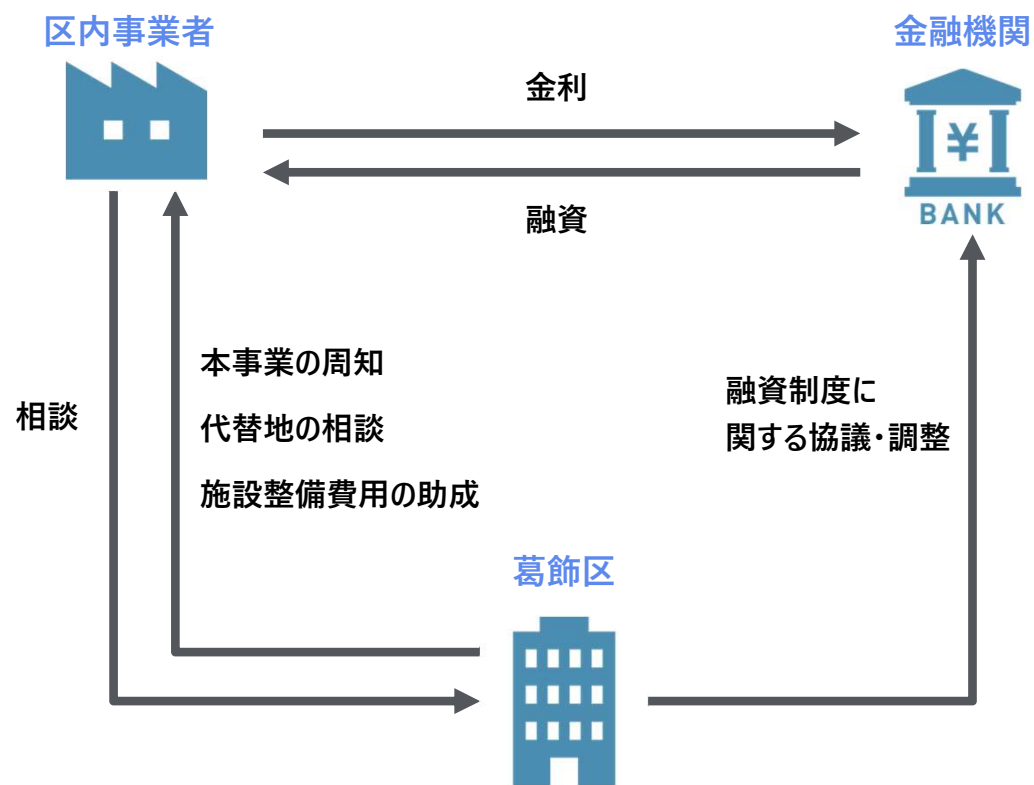 区内事業者
金融機関
金利
¥
BANK
融資
本事業の周知
代替地の相談
施設整備費用の助成
相談
融資制度に
関する協議・調整
葛飾区